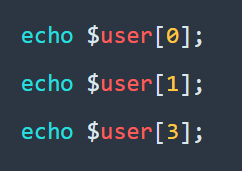 echo $user[0];
echo $user[1];
echo $user[3];